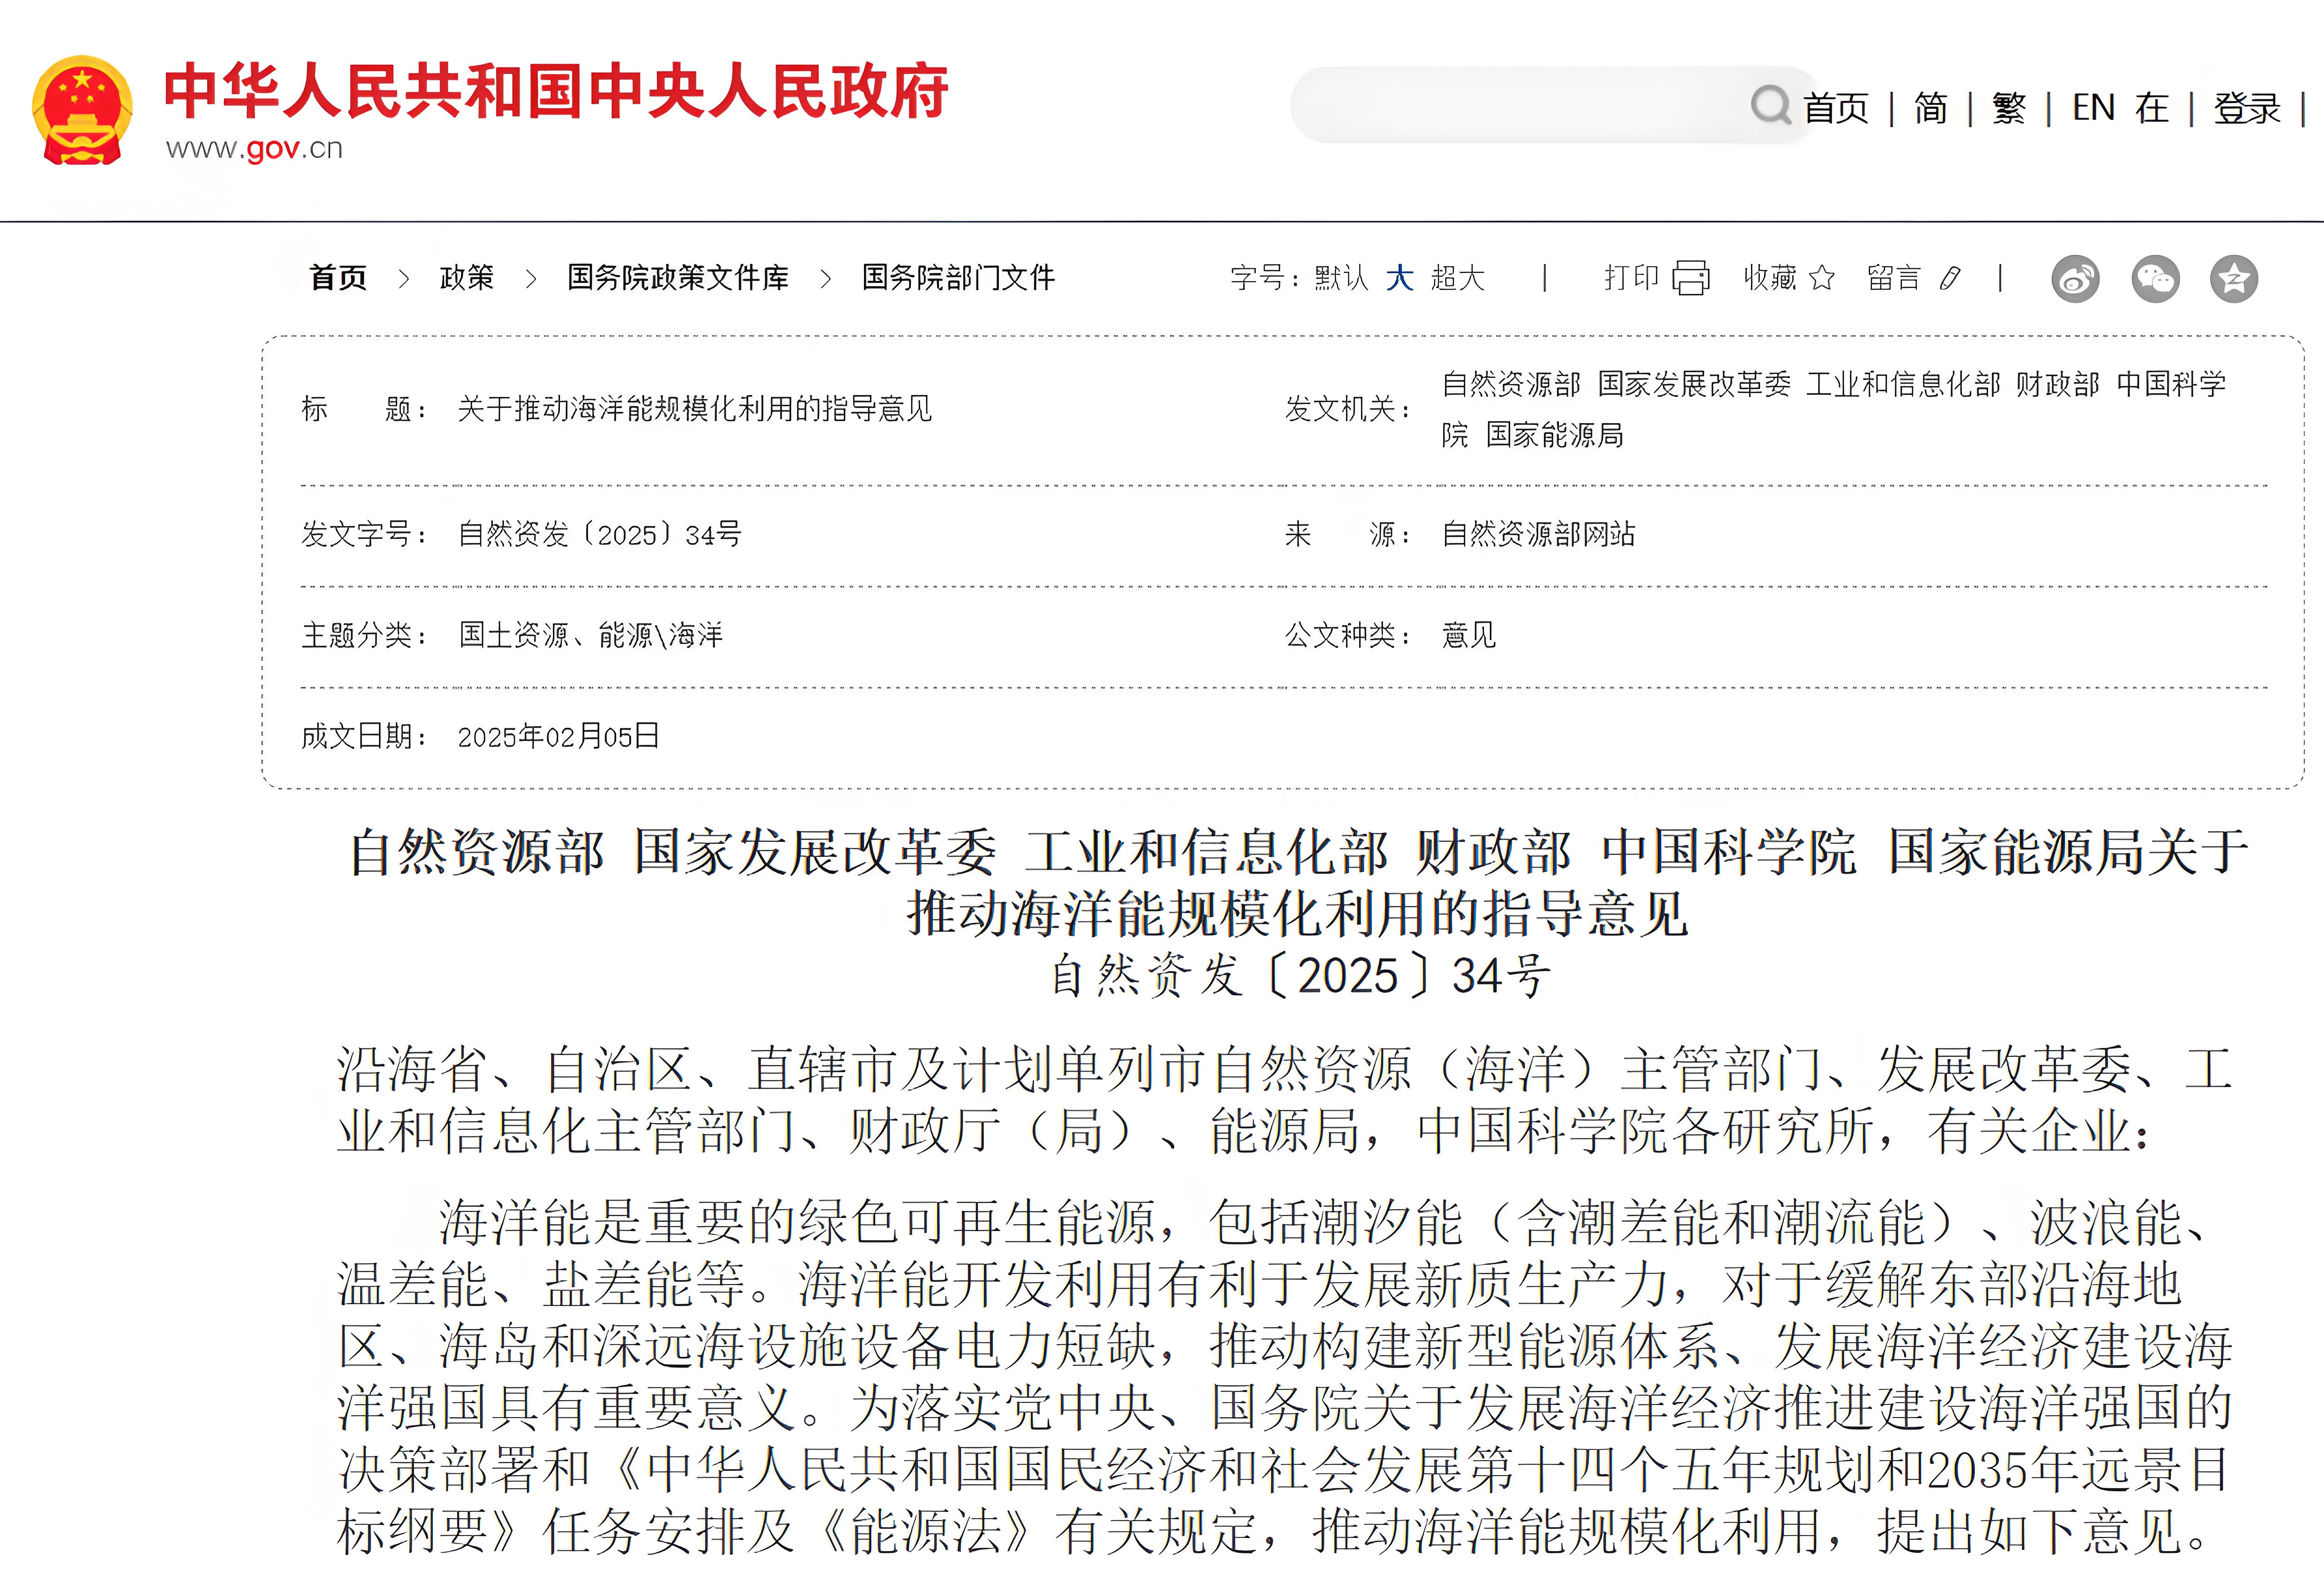 中华人民共和国中央人民政府
www.gov.cn
首页 | 简 | 繁 | EN 在 | 登录 |
首页 > 政策 > 国务院政策文件库 > 国务院部门文件
字号：默认 大 超大 | 打印 收藏 留言 |
标 题： 关于推动海洋能规模化利用的指导意见
发文机关： 自然资源部 国家发展改革委 工业和信息化部 财政部 中国科学
院 国家能源局
发文字号： 自然资发〔2025〕34号
来 源： 自然资源部网站
主题分类： 国土资源、能源\海洋
公文种类： 意见
成文日期： 2025年02月05日
自然资源部 国家发展改革委 工业和信息化部 财政部 中国科学院 国家能源局关于
推动海洋能规模化利用的指导意见
自然资发〔2025〕34号
沿海省、自治区、直辖市及计划单列市自然资源（海洋）主管部门、发展改革委、工
业和信息化主管部门、财政厅（局）、能源局，中国科学院各研究所，有关企业：
海洋能是重要的绿色可再生能源，包括潮汐能（含潮差能和潮流能）、波浪能、
温差能、盐差能等。海洋能开发利用有利于发展新质生产力，对于缓解东部沿海地
区、海岛和深远海设施设备电力短缺，推动构建新型能源体系、发展海洋经济建设海
洋强国具有重要意义。为落实党中央、国务院关于发展海洋经济推进建设海洋强国的
决策部署和《中华人民共和国国民经济和社会发展第十四个五年规划和2035年远景目
标纲要》任务安排及《能源法》有关规定，推动海洋能规模化利用，提出如下意见。